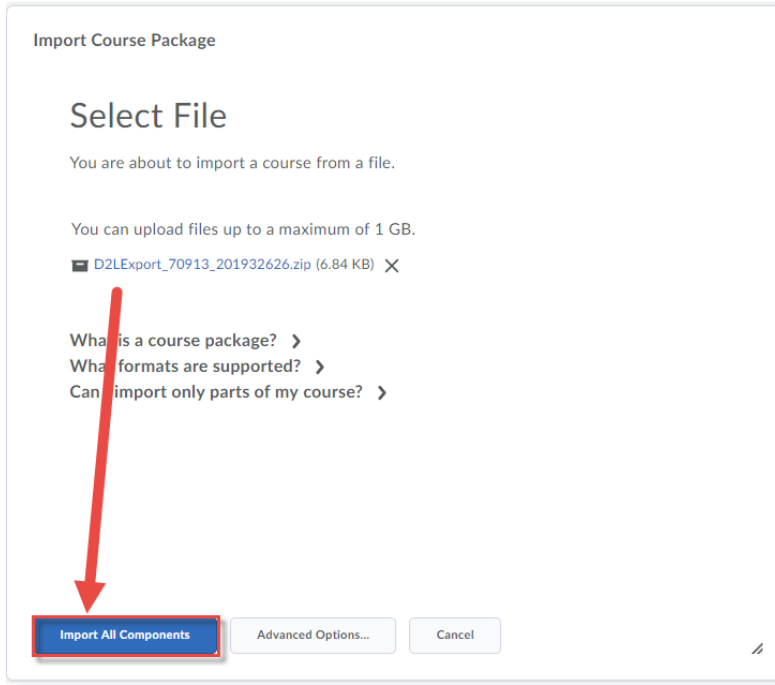 Import Course Package
Select File
You are about to import a course from a file.
You can upload files up to a maximum of 1 GB.
D2LExport_70913_201932626.zip (6.84 KB)
What is a course package?
What formats are supported?
Can I import only parts of my course?
Import All Components Advanced Options... Cancel